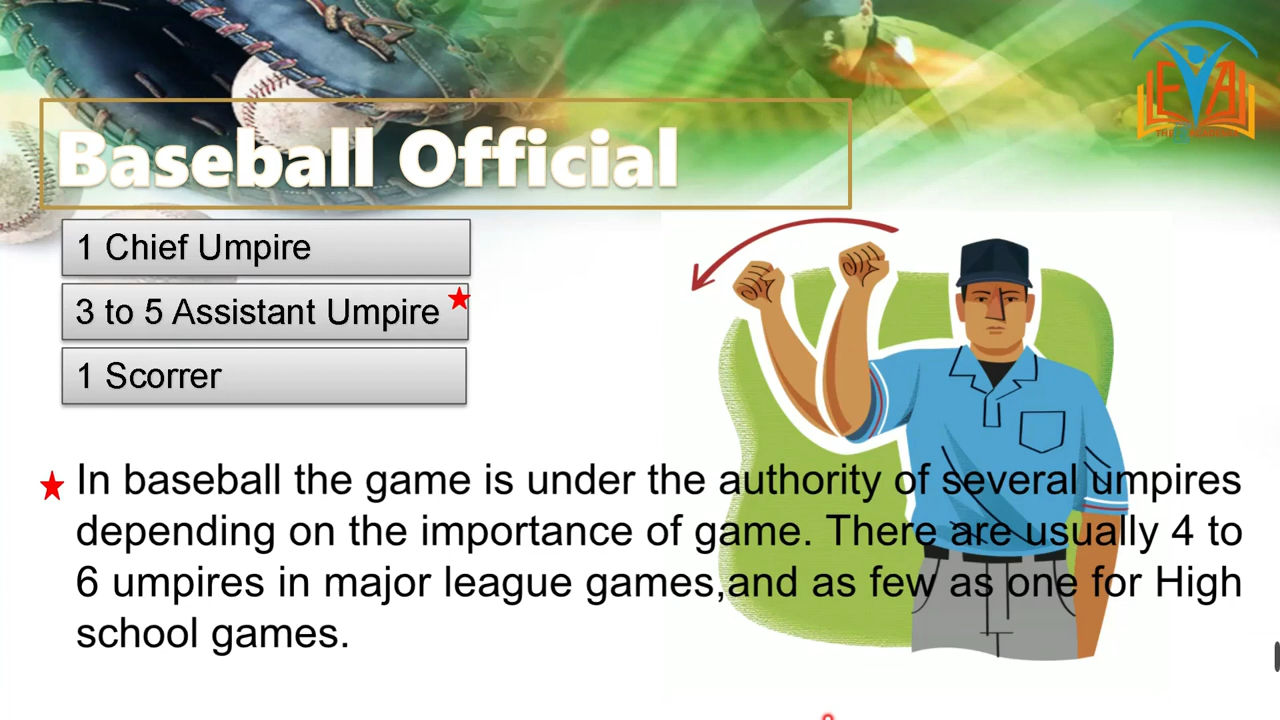 EVA
Baseball Official
1 Chief Umpire
3 to 5 Assistant Umpire
1 Scorrer
In baseball the game is under the authority of several umpires
depending on the importance of game. There are usually 4 to
6 umpires in major league games,and as few as one for High
school games.